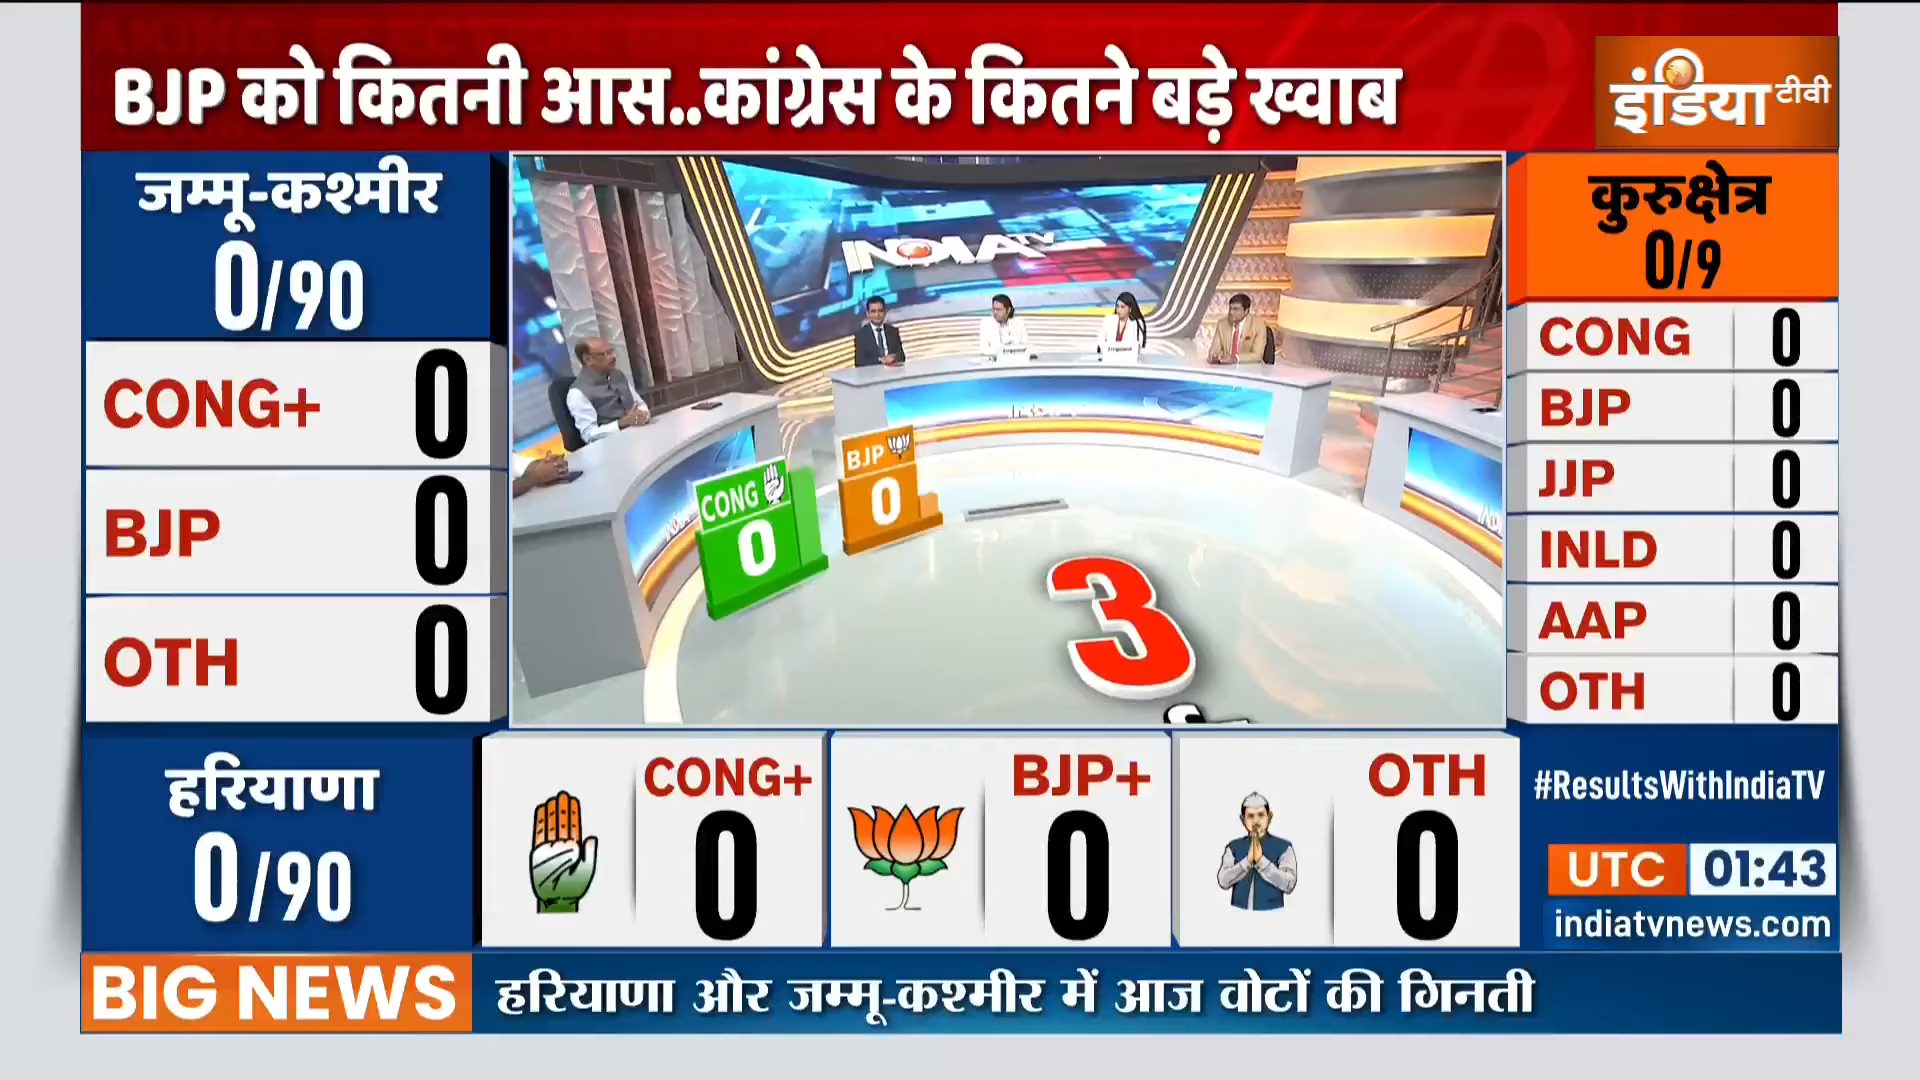 BJP को कितनी आस..कांग्रेस के कितने बड़े ख्वाब
इंडिया टीवी
जम्मू-कश्मीर
0/90
CONG+ 0
BJP 0
OTH 0
INDIA TV
CONG
0
BJP
0
3
कुरुक्षेत्र
0/9
CONG 0
BJP 0
JJP 0
INLD 0
AAP 0
OTH 0
हरियाणा
0/90
CONG+
0
BJP+
0
OTH
0
#ResultsWithIndiaTV
UTC 01:43
indiatvnews.com
BIG NEWS
हरियाणा और जम्मू-कश्मीर में आज वोटों की गिनती